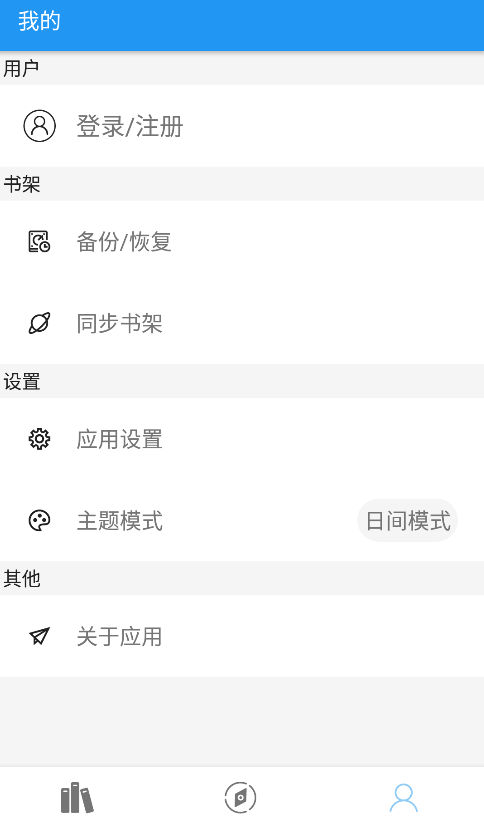 我的
用户
登录/注册
书架
备份/恢复
同步书架
设置
应用设置
主题模式 日间模式
其他
关于应用